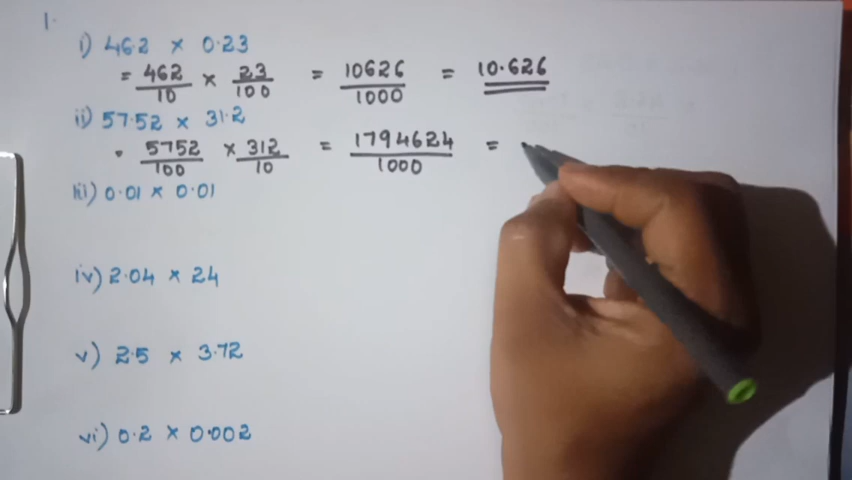 1.
i) 46.2 × 0.23
= 462/10 × 23/100 = 10626/1000 = 10.626
ii) 57.52 × 31.2
= 5752/100 × 312/10 = 1794624/1000 =
iii) 0.01 × 0.01
iv) 2.04 × 24
v) 2.5 × 3.72
vi) 0.2 × 0.002